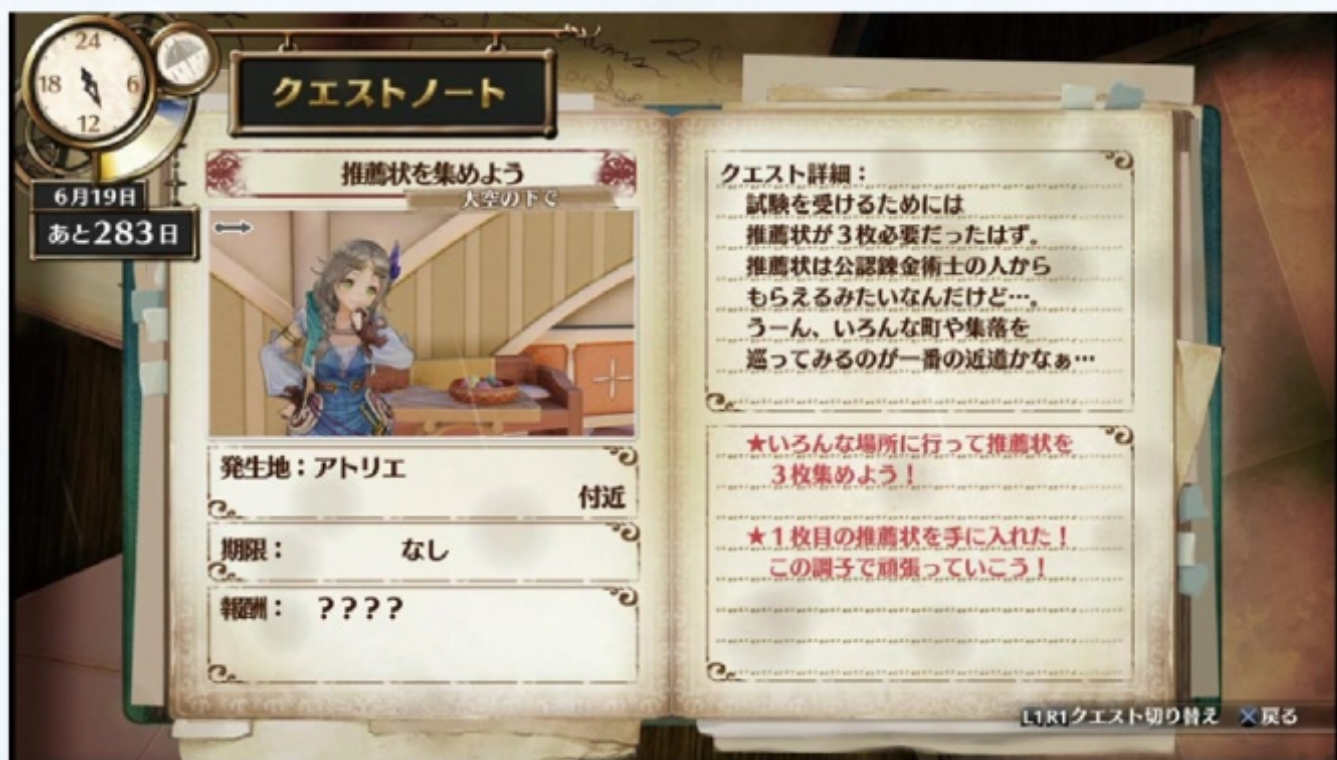 24
18
6
12
クエストノート
6月19日
あと283日
推薦状を集めよう
大空の下で
発生地：アトリエ
付近
期限：　なし
報酬：　????
クエスト詳細：
試験を受けるためには
推薦状が３枚必要だったはず。
推薦状は公認錬金術士の人から
もらえるみたいなんだけど…。
うーん、いろんな町や集落を
巡ってみるのが一番の近道かなぁ…
★いろんな場所に行って推薦状を
３枚集めよう！
★１枚目の推薦状を手に入れた！
この調子で頑張っていこう！
L1R1クエスト切り替え　×戻る